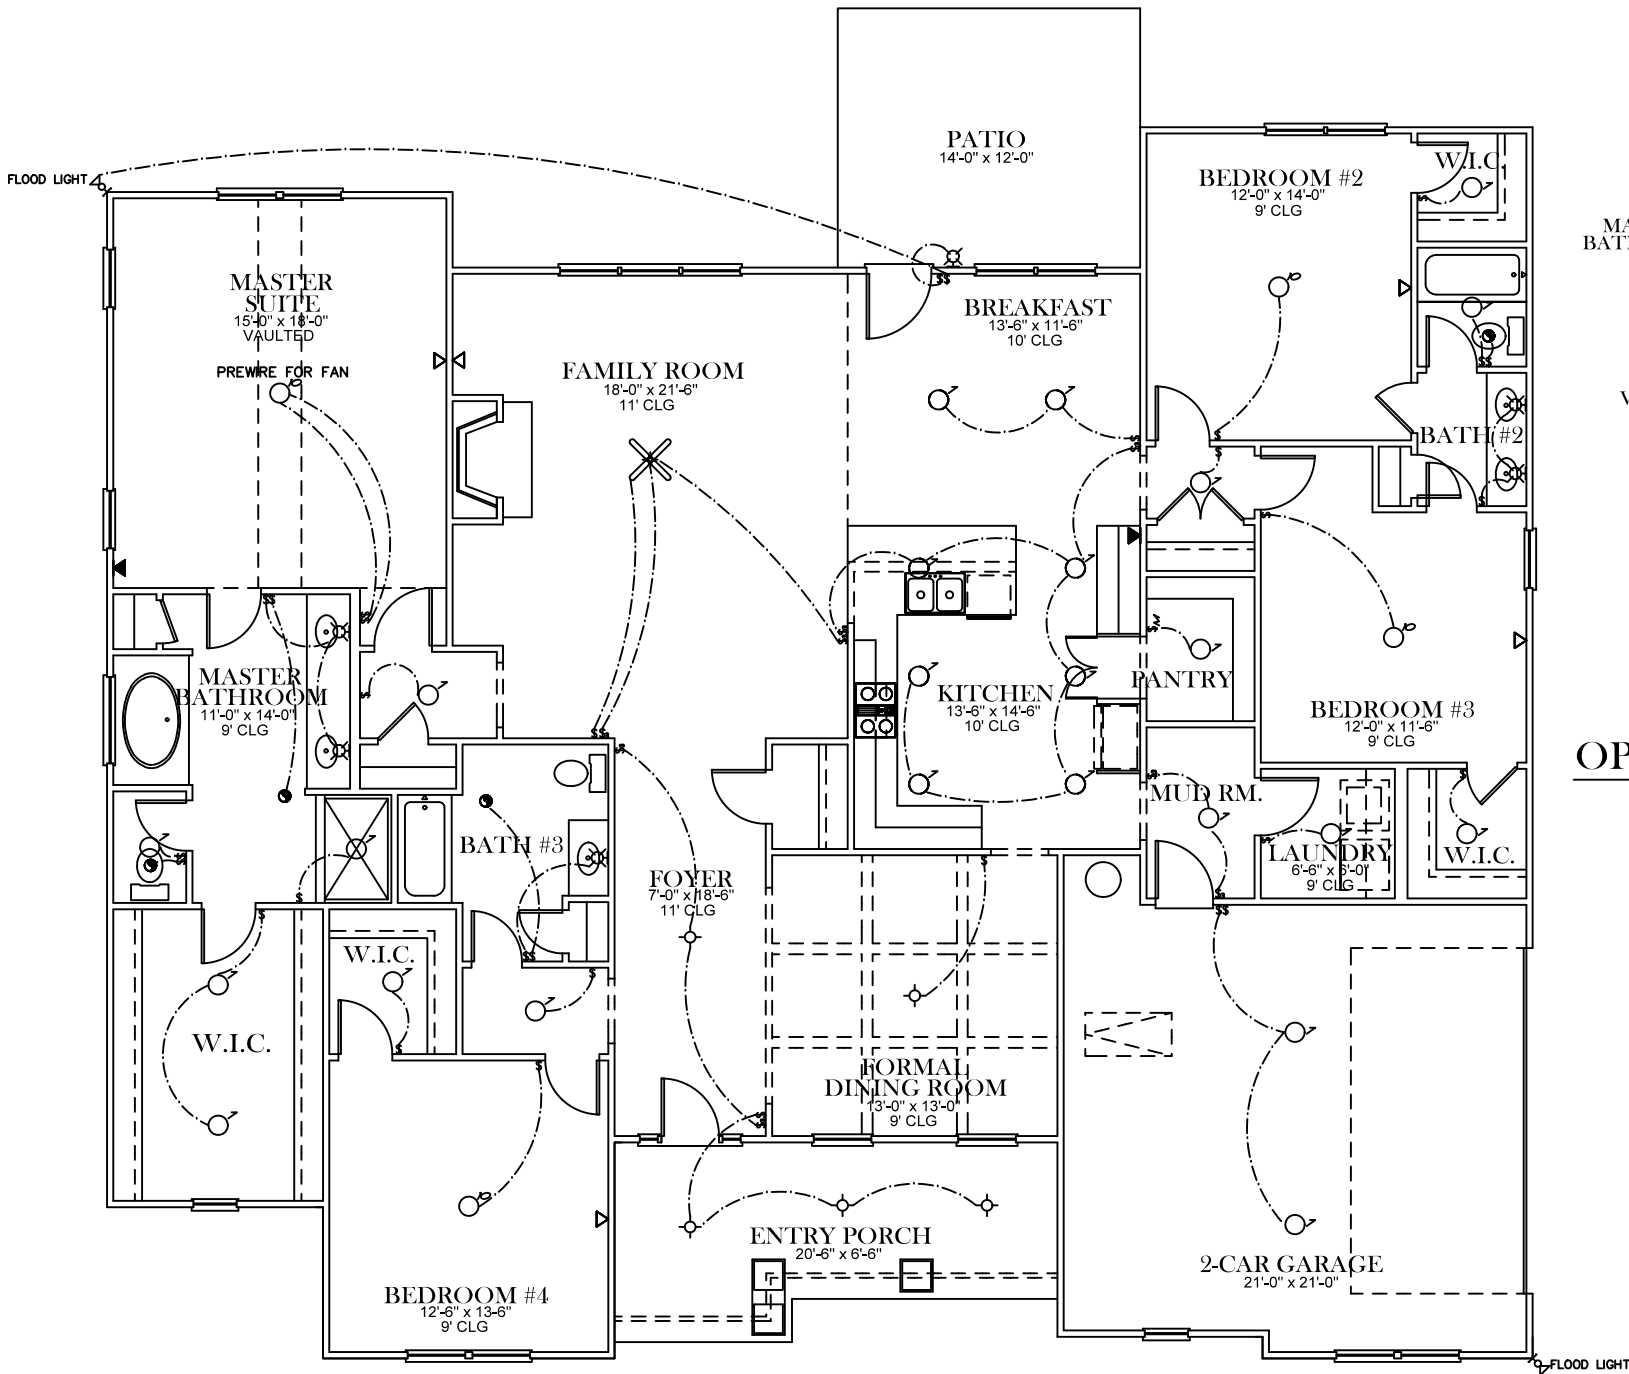 PATIO
14'-0" x 12'-0"
BEDROOM #2
12'-0" x 14'-0"
9' CLG
W.I.C.
FLOOD LIGHT
MASTER
SUITE
15'-0" x 18'-0"
VAULTED
PREWIRE FOR FAN
FAMILY ROOM
18'-0" x 21'-6"
11' CLG
BREAKFAST
13'-6" x 11'-6"
10' CLG
BATH #2
MASTER
BATHROOM
11'-0" x 14'-0"
9' CLG
KITCHEN
13'-6" x 14'-6"
10' CLG
PANTRY
BEDROOM #3
12'-0" x 11'-6"
9' CLG
OP
MUD RM.
LAUNDRY
6'-6" x 6'-0"
9' CLG
W.I.C.
BATH #3
FOYER
7'-0" x 18'-6"
11' CLG
W.I.C.
W.I.C.
FORMAL
DINING ROOM
13'-0" x 13'-0"
9' CLG
ENTRY PORCH
20'-6" x 6'-6"
2-CAR GARAGE
21'-0" x 21'-0"
BEDROOM #4
12'-6" x 13'-6"
9' CLG
FLOOD LIGHT